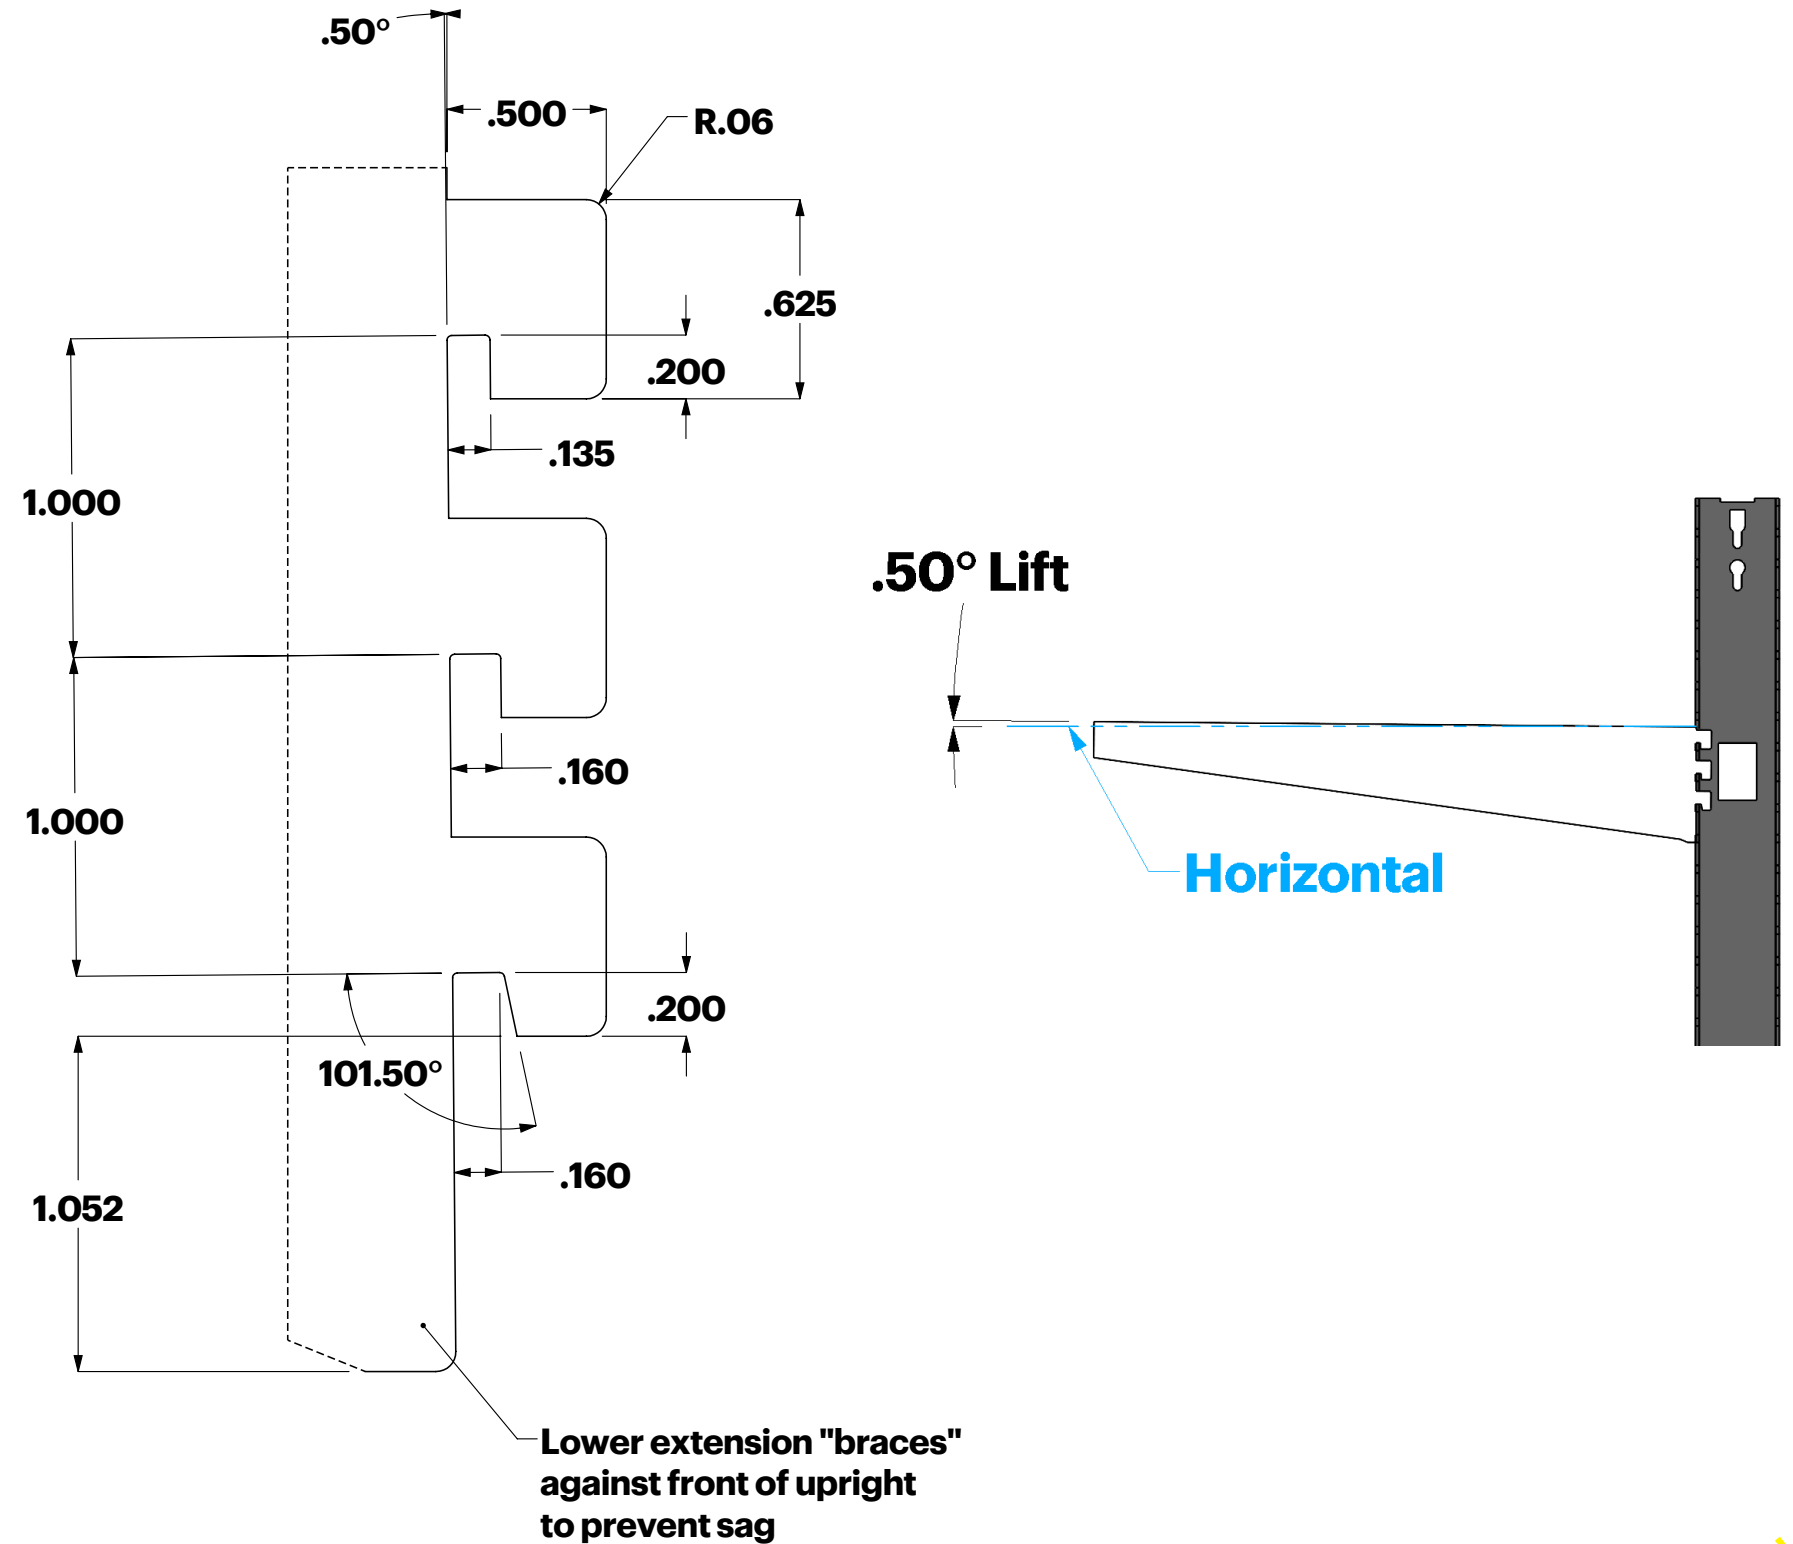 .50°
.500
R.06
.625
.200
.135
1.000
.50° Lift
.160
1.000
Horizontal
.200
101.50°
.160
1.052
Lower extension "braces"
against front of upright
to prevent sag